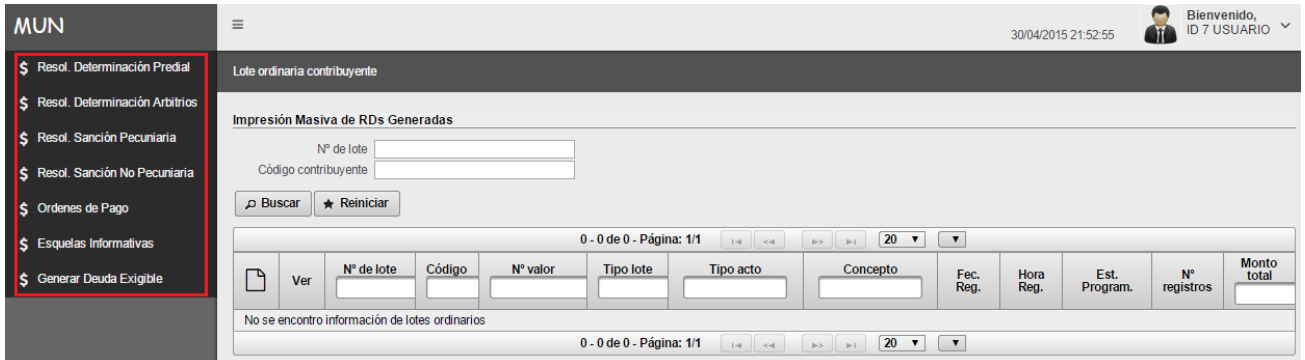 MUN
≡
30/04/2015 21:52:55
Bienvenido,
ID 7 USUARIO
$ Resol. Determinación Predial
$ Resol. Determinación Arbitrios
$ Resol. Sanción Pecuniaria
$ Resol. Sanción No Pecuniaria
$ Ordenes de Pago
$ Esquelas Informativas
$ Generar Deuda Exigible
Lote ordinaria contribuyente
Impresión Masiva de RDs Generadas
Nº de lote
Código contribuyente
Buscar ★ Reiniciar
0 - 0 de 0 - Página: 1/1 20
Ver Nº de lote Código Nº valor Tipo lote Tipo acto Concepto Fec. Reg. Hora Reg. Est. Program. Nº registros Monto total
No se encontro información de lotes ordinarios
0 - 0 de 0 - Página: 1/1 20